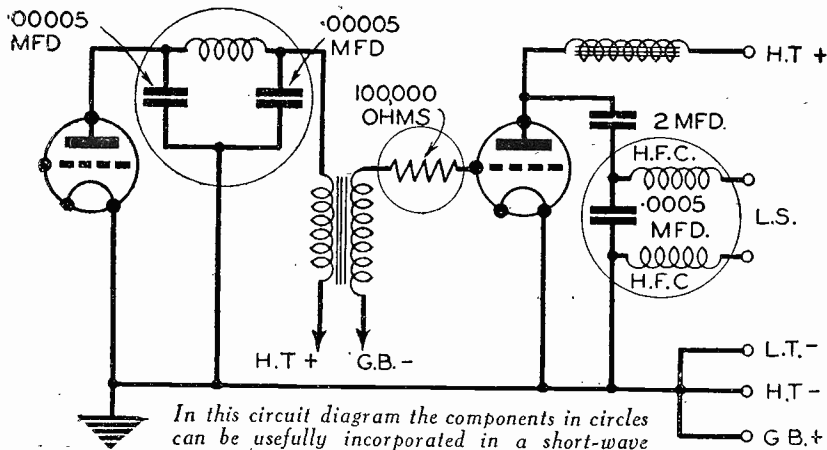 .00005
MFD
.00005
MFD
H.T +
100,000
OHMS
2 MFD.
H.F.C.
.0005
MFD.
L.S.
H.F.C
H.T +
G.B.-
L.T.-
H.T-
G B.+
In this circuit diagram the components in circles
can be usefully incorporated in a short-wave